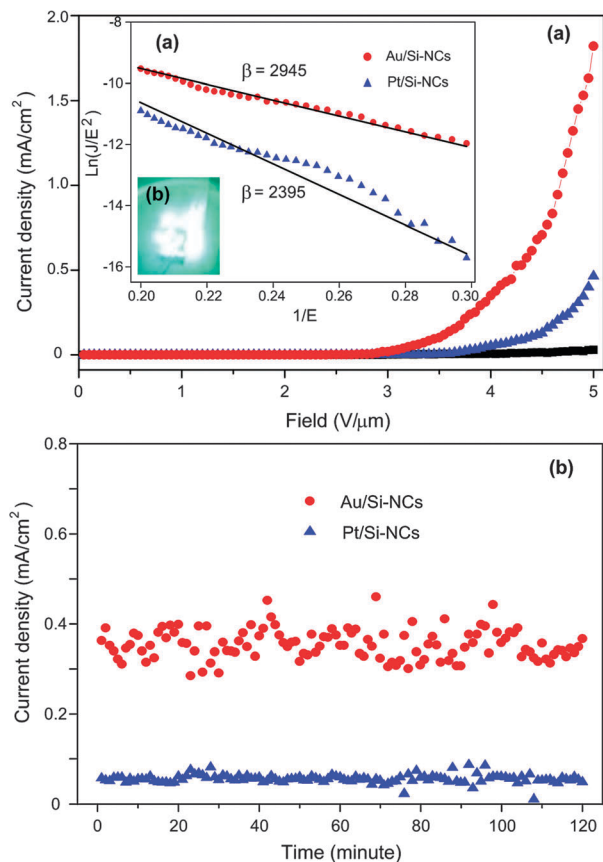 2.0
1.5
1.0
0.5
0
Current density (mA/cm²)
0 1 2 3 4 5
Field (V/μm)
(a)
-8
-10
-12
-14
-16
Ln(J/E²)
0.20 0.22 0.24 0.26 0.28 0.30
1/E
(a)
β = 2945
Au/Si-NCs
Pt/Si-NCs
(b)
β = 2395
0.8
0.6
0.4
0.2
0
Current density (mA/cm²)
0 20 40 60 80 100 120
Time (minute)
(b)
Au/Si-NCs
Pt/Si-NCs